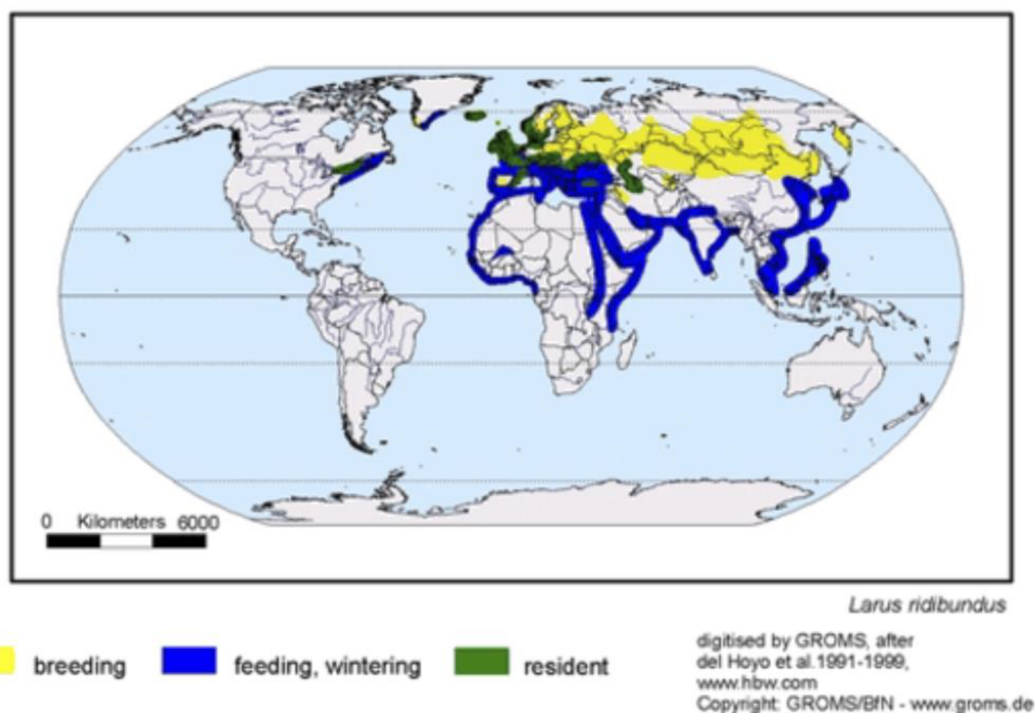 0 Kilometers 6000
Larus ridibundus
breeding
feeding, wintering
resident
digitised by GROMS, after
del Hoyo et al.1991-1999,
www.hbw.com
Copyright: GROMS/BfN - www.groms.de